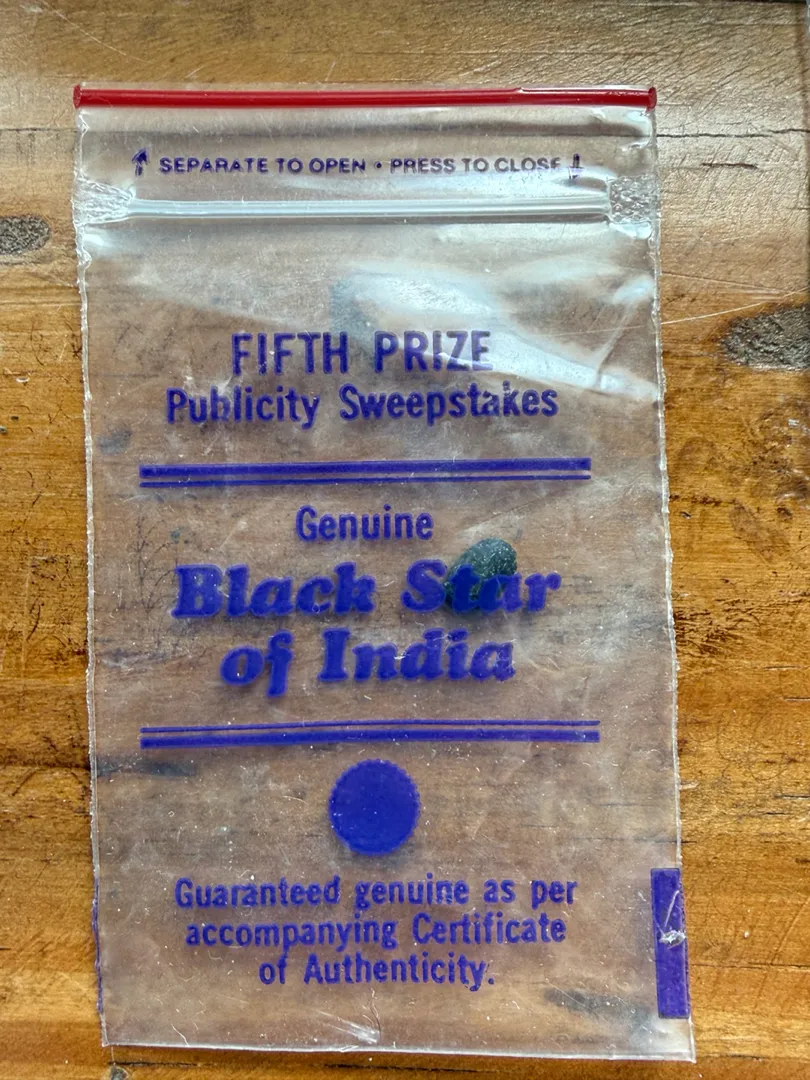 ↑ SEPARATE TO OPEN • PRESS TO CLOSE ↓
FIFTH PRIZE
Publicity Sweepstakes
Genuine
Black Star
of India
Guaranteed genuine as per
accompanying Certificate
of Authenticity.